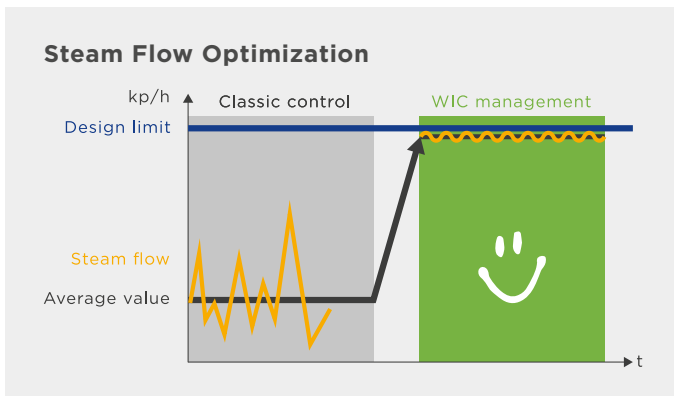 Steam Flow Optimization
kp/h
Classic control
WIC management
Design limit
Steam flow
Average value
t